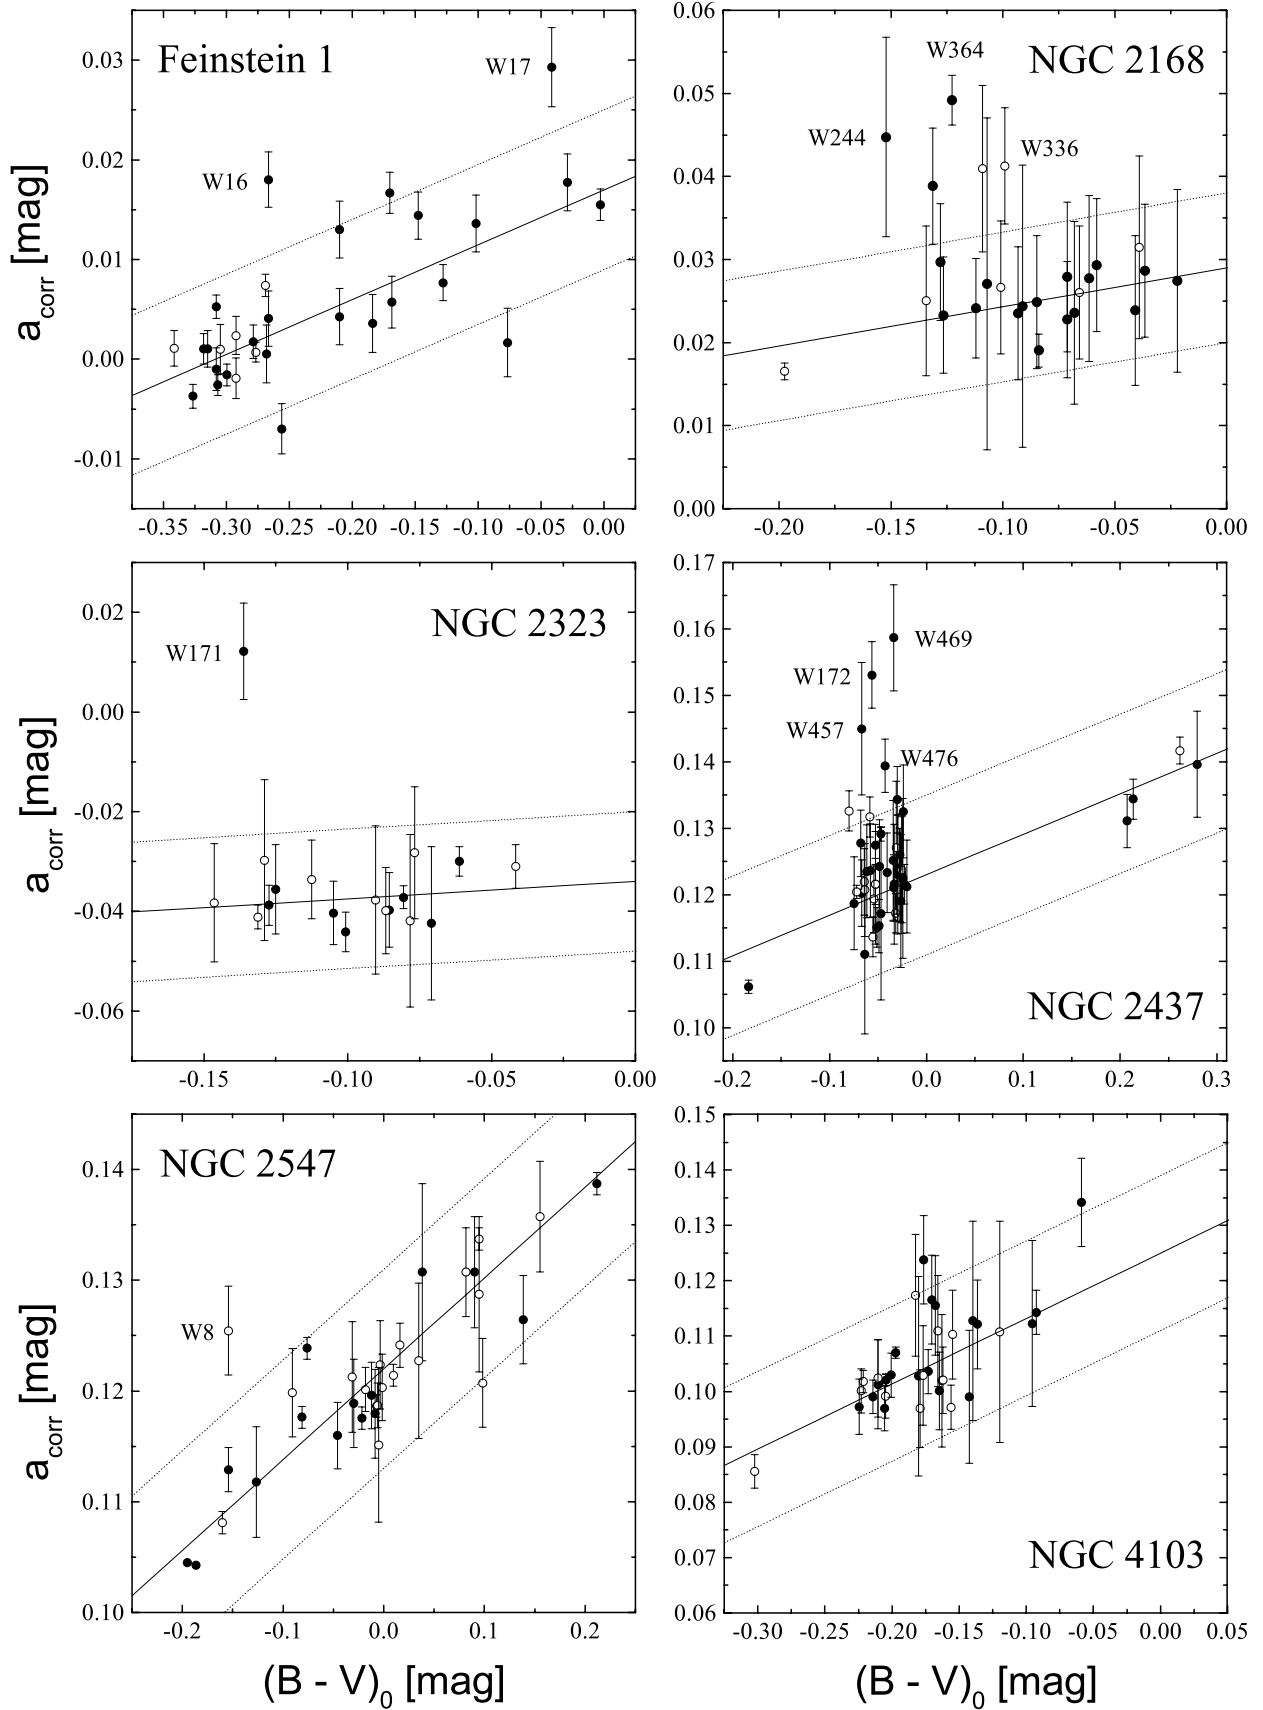 Feinstein 1
W17
W16
0.03
0.02
0.01
0.00
-0.01
a_corr [mag]
-0.35 -0.30 -0.25 -0.20 -0.15 -0.10 -0.05 0.00
NGC 2168
W364
W244
W336
0.06
0.05
0.04
0.03
0.02
0.01
0.00
-0.20 -0.15 -0.10 -0.05 0.00
NGC 2323
W171
0.02
0.00
-0.02
-0.04
-0.06
a_corr [mag]
-0.15 -0.10 -0.05 0.00
NGC 2437
W469
W172
W457
W476
0.17
0.16
0.15
0.14
0.13
0.12
0.11
0.10
-0.2 -0.1 0.0 0.1 0.2 0.3
NGC 2547
W8
0.14
0.13
0.12
0.11
0.10
a_corr [mag]
-0.2 -0.1 0.0 0.1 0.2
(B - V)_0 [mag]
NGC 4103
0.15
0.14
0.13
0.12
0.11
0.10
0.09
0.08
0.07
0.06
-0.30 -0.25 -0.20 -0.15 -0.10 -0.05 0.00 0.05
(B - V)_0 [mag]